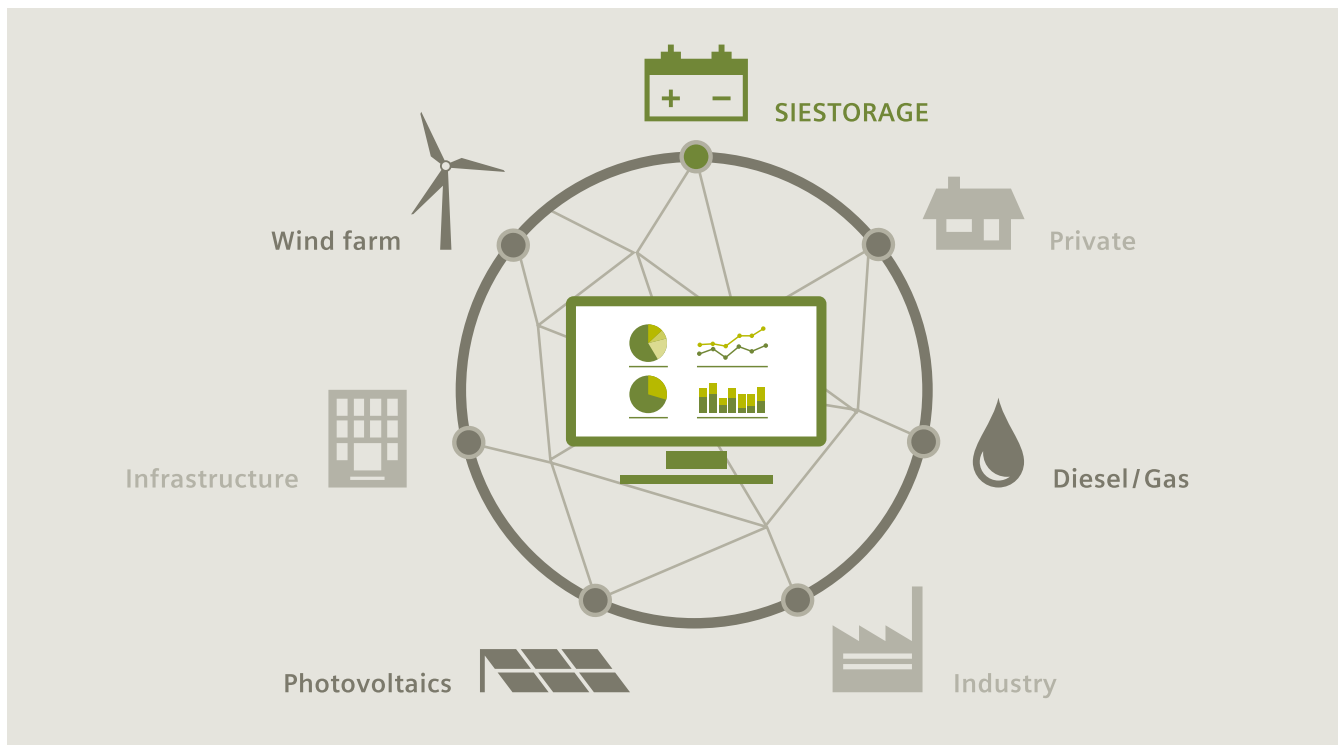 SIESTORAGE
Wind farm
Private
Infrastructure
Diesel/Gas
Photovoltaics
Industry